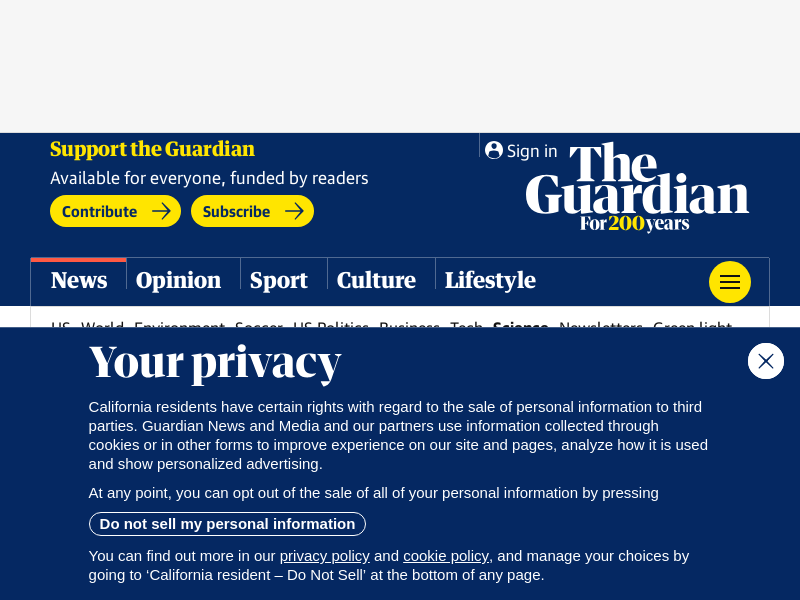 Support the Guardian
Available for everyone, funded by readers
Contribute
Subscribe
Sign in
The
Guardian
For 200 years
News
Opinion
Sport
Culture
Lifestyle
US World Environment Soccer US Politics Business Tech Science Newsletters Green light
Your privacy
California residents have certain rights with regard to the sale of personal information to third
parties. Guardian News and Media and our partners use information collected through
cookies or in other forms to improve experience on our site and pages, analyze how it is used
and show personalized advertising.
At any point, you can opt out of the sale of all of your personal information by pressing
Do not sell my personal information
You can find out more in our privacy policy and cookie policy, and manage your choices by
going to ‘California resident – Do Not Sell’ at the bottom of any page.